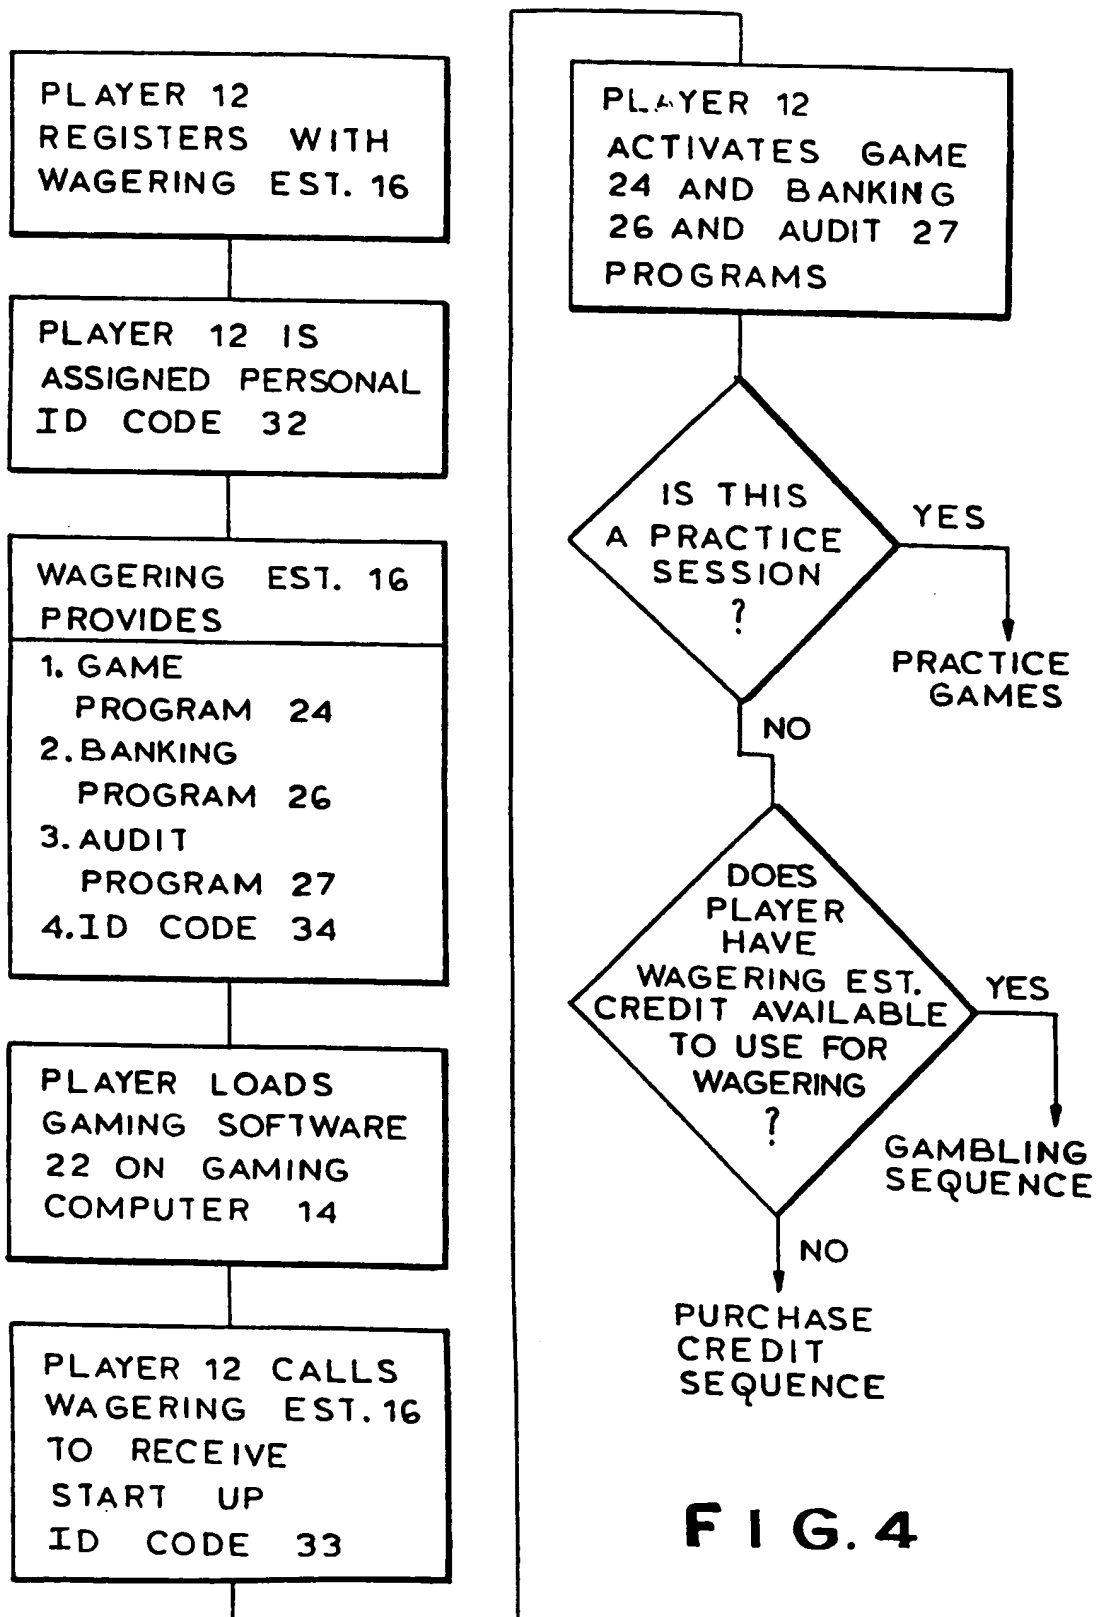 PLAYER 12
REGISTERS WITH
WAGERING EST. 16
PLAYER 12 IS
ASSIGNED PERSONAL
ID CODE 32
WAGERING EST. 16
PROVIDES
1. GAME
PROGRAM 24
2. BANKING
PROGRAM 26
3. AUDIT
PROGRAM 27
4. ID CODE 34
PLAYER LOADS
GAMING SOFTWARE
22 ON GAMING
COMPUTER 14
PLAYER 12 CALLS
WAGERING EST. 16
TO RECEIVE
START UP
ID CODE 33
PLAYER 12
ACTIVATES GAME
24 AND BANKING
26 AND AUDIT 27
PROGRAMS
IS THIS
A PRACTICE
SESSION
?
YES
PRACTICE
GAMES
NO
DOES
PLAYER
HAVE
WAGERING EST.
CREDIT AVAILABLE
TO USE FOR
WAGERING
?
YES
GAMBLING
SEQUENCE
NO
PURCHASE
CREDIT
SEQUENCE
FIG. 4